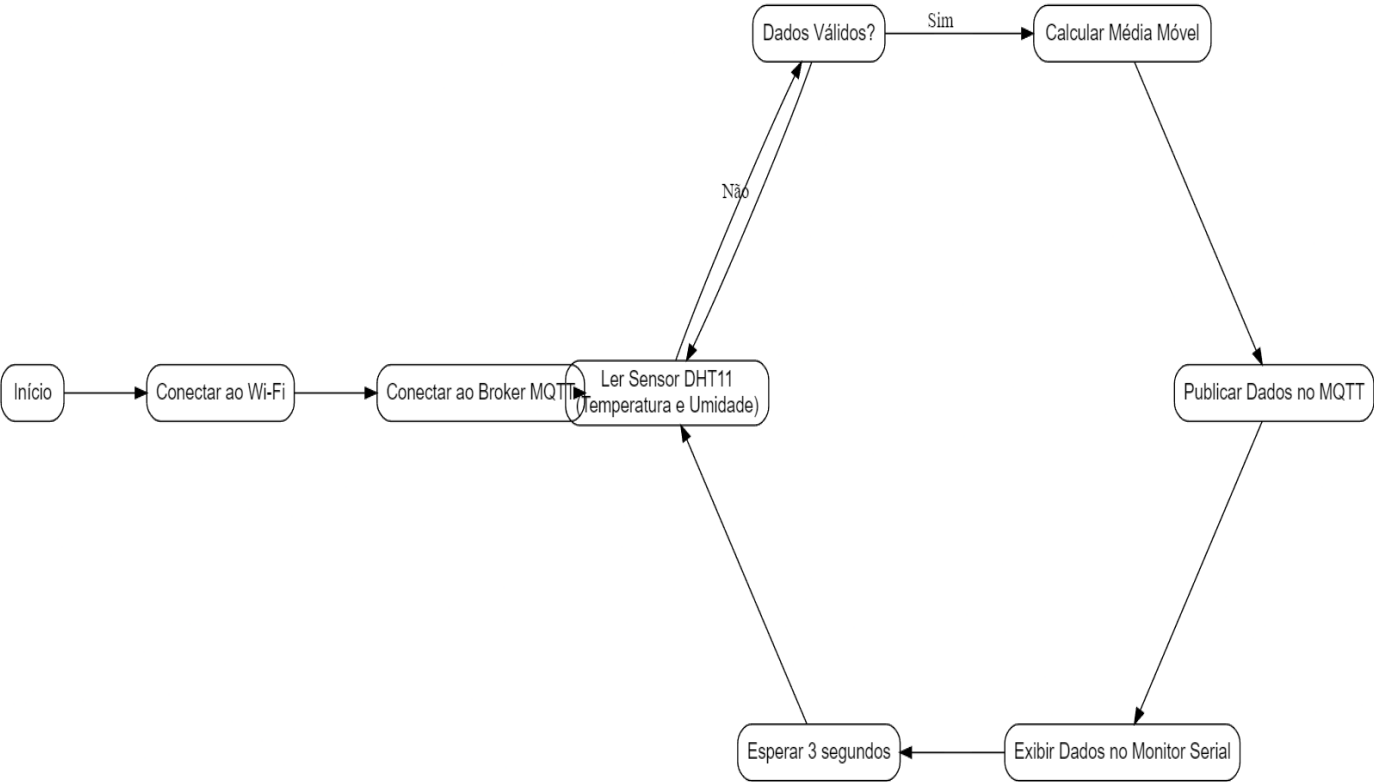 Dados Válidos?
Sim
Calcular Média Móvel
Não
Início
Conectar ao Wi-Fi
Conectar ao Broker MQTT
Ler Sensor DHT11
(Temperatura e Umidade)
Publicar Dados no MQTT
Esperar 3 segundos
Exibir Dados no Monitor Serial